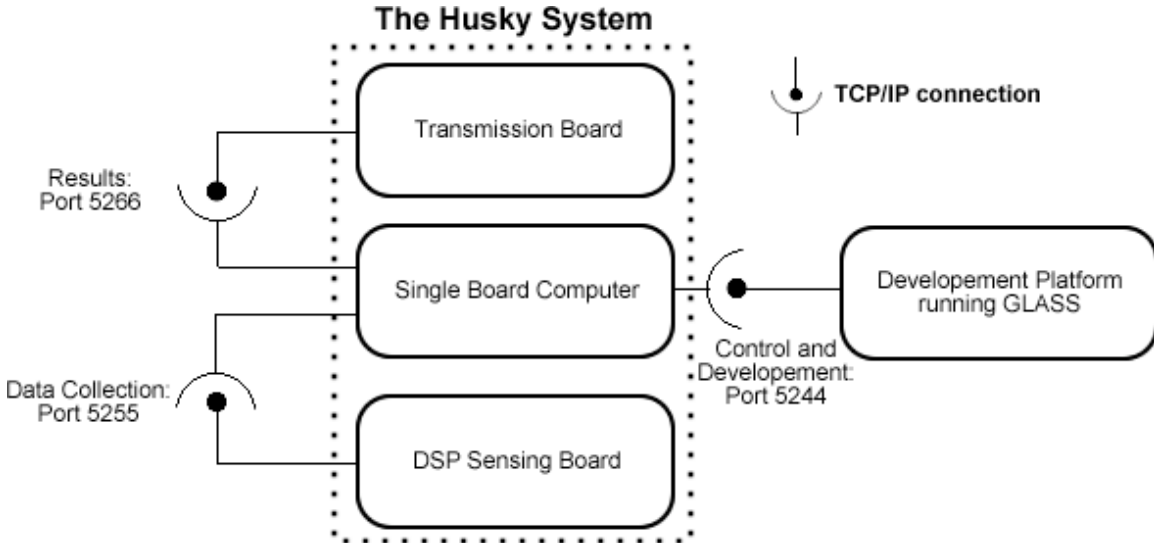 The Husky System
Transmission Board
TCP/IP connection
Results:
Port 5266
Single Board Computer
Developement Platform
running GLASS
Control and
Developement:
Port 5244
Data Collection:
Port 5255
DSP Sensing Board